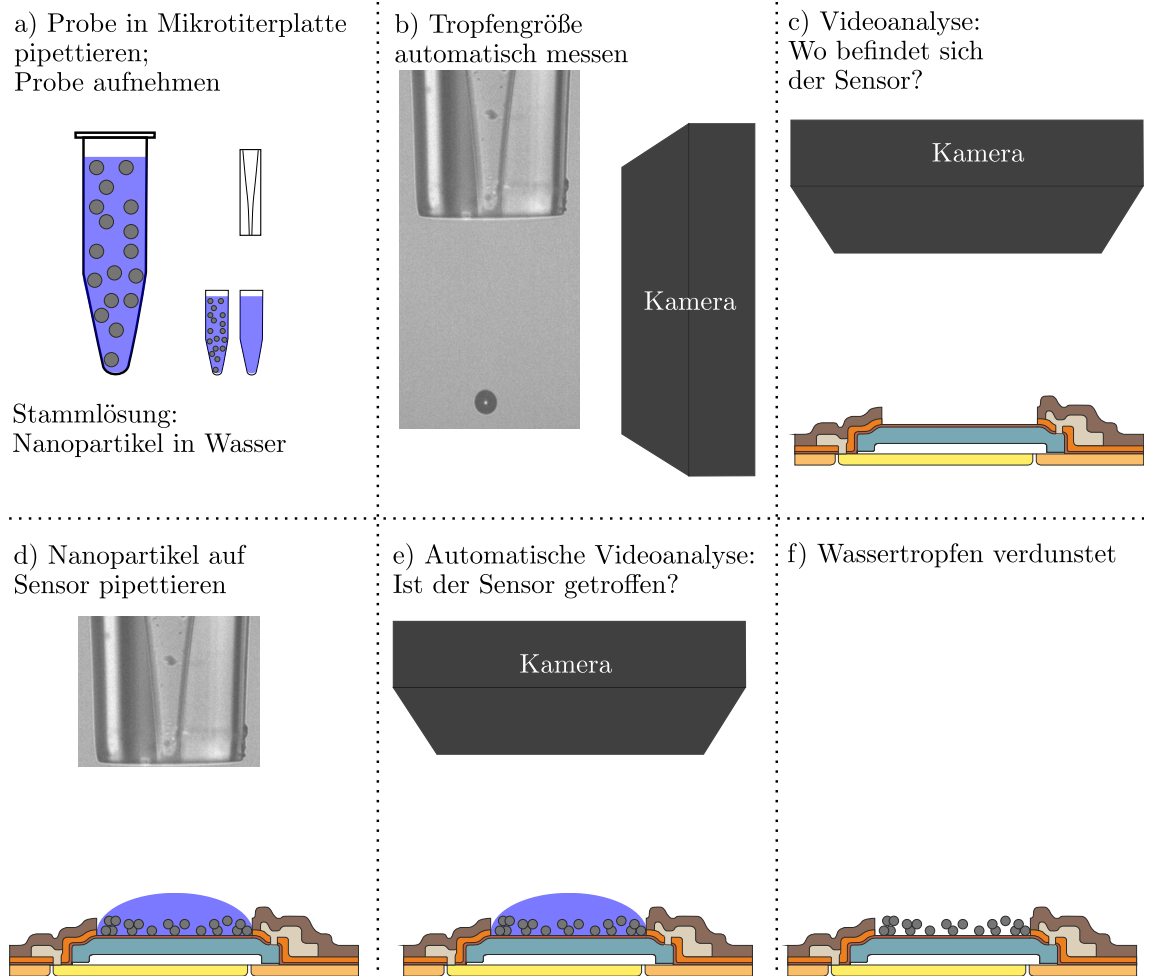 a) Probe in Mikrotiterplatte
pipettieren;
Probe aufnehmen
Stammlösung:
Nanopartikel in Wasser
b) Tropfengröße
automatisch messen
Kamera
c) Videoanalyse:
Wo befindet sich
der Sensor?
Kamera
d) Nanopartikel auf
Sensor pipettieren
e) Automatische Videoanalyse:
Ist der Sensor getroffen?
Kamera
f) Wassertropfen verdunstet